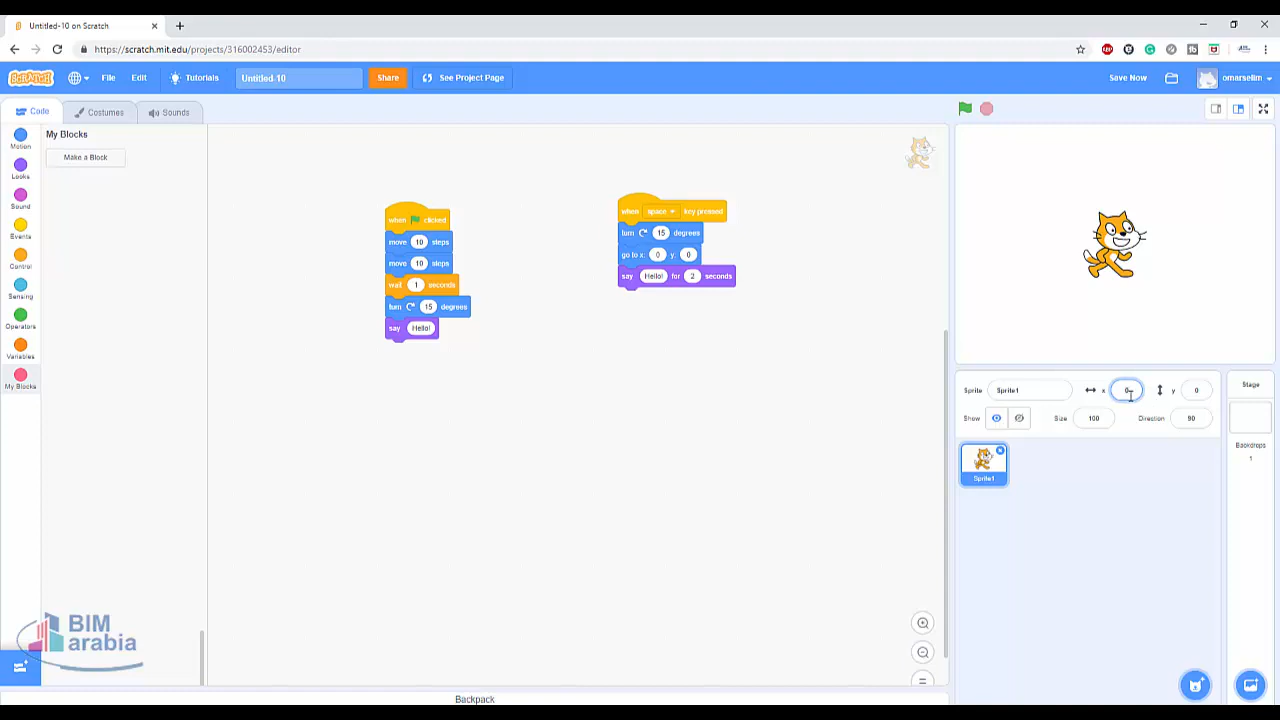 Untitled-10 on Scratch
https://scratch.mit.edu/projects/316002453/editor
SCRATCH
File
Edit
Tutorials
Untitled-10
Share
See Project Page
Save Now
omarselim
Code
Costumes
Sounds
Motion
Looks
Sound
Events
Control
Sensing
Operators
Variables
My Blocks
My Blocks
Make a Block
when clicked
move 10 steps
move 10 steps
wait 1 seconds
turn 15 degrees
say Hello!
when space key pressed
turn 15 degrees
go to x: 0 y: 0
say Hello! for 2 seconds
Sprite Sprite1 x 0 y 0
Show Size 100 Direction 90
Sprite1
Stage
Backdrops
1
BIM
arabia
Backpack